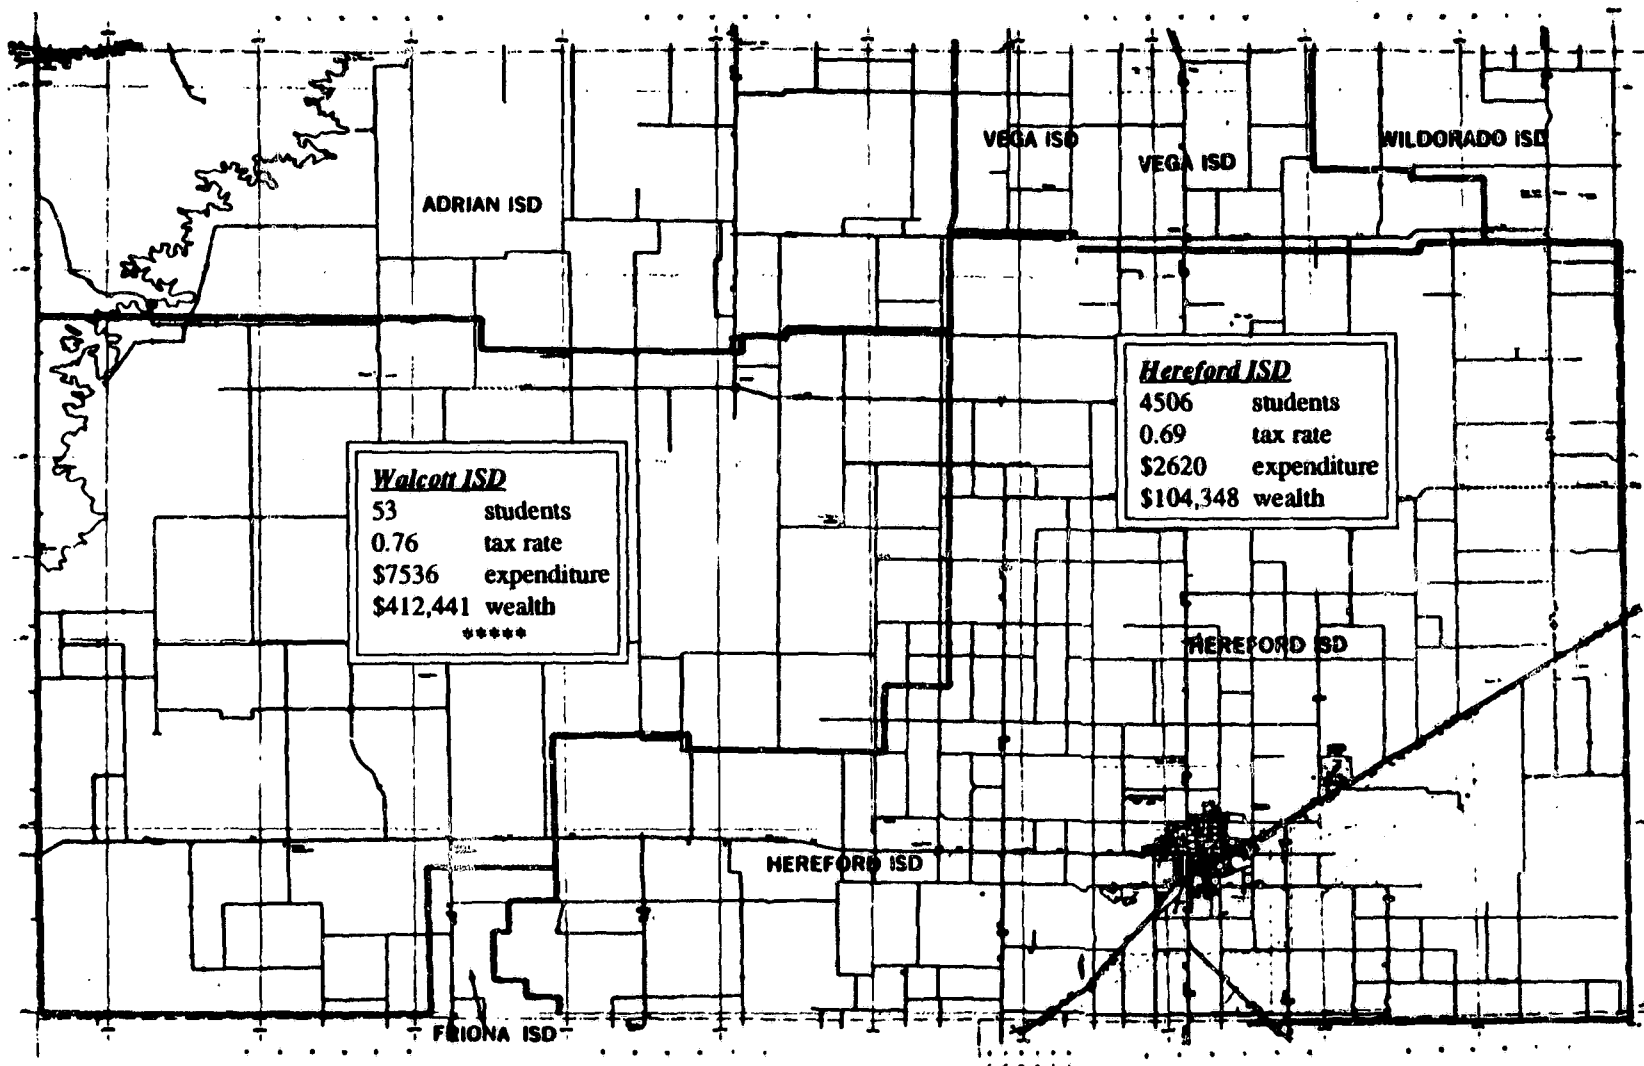 VEGA ISD
WILDORADO ISD
VEGA ISD
ADRIAN ISD
Hereford ISD
4506 students
0.69 tax rate
$2620 expenditure
$104,348 wealth
Walcott ISD
53 students
0.76 tax rate
$7536 expenditure
$412,441 wealth
*****
HEREFORD ISD
HEREFORD ISD
FRIONA ISD